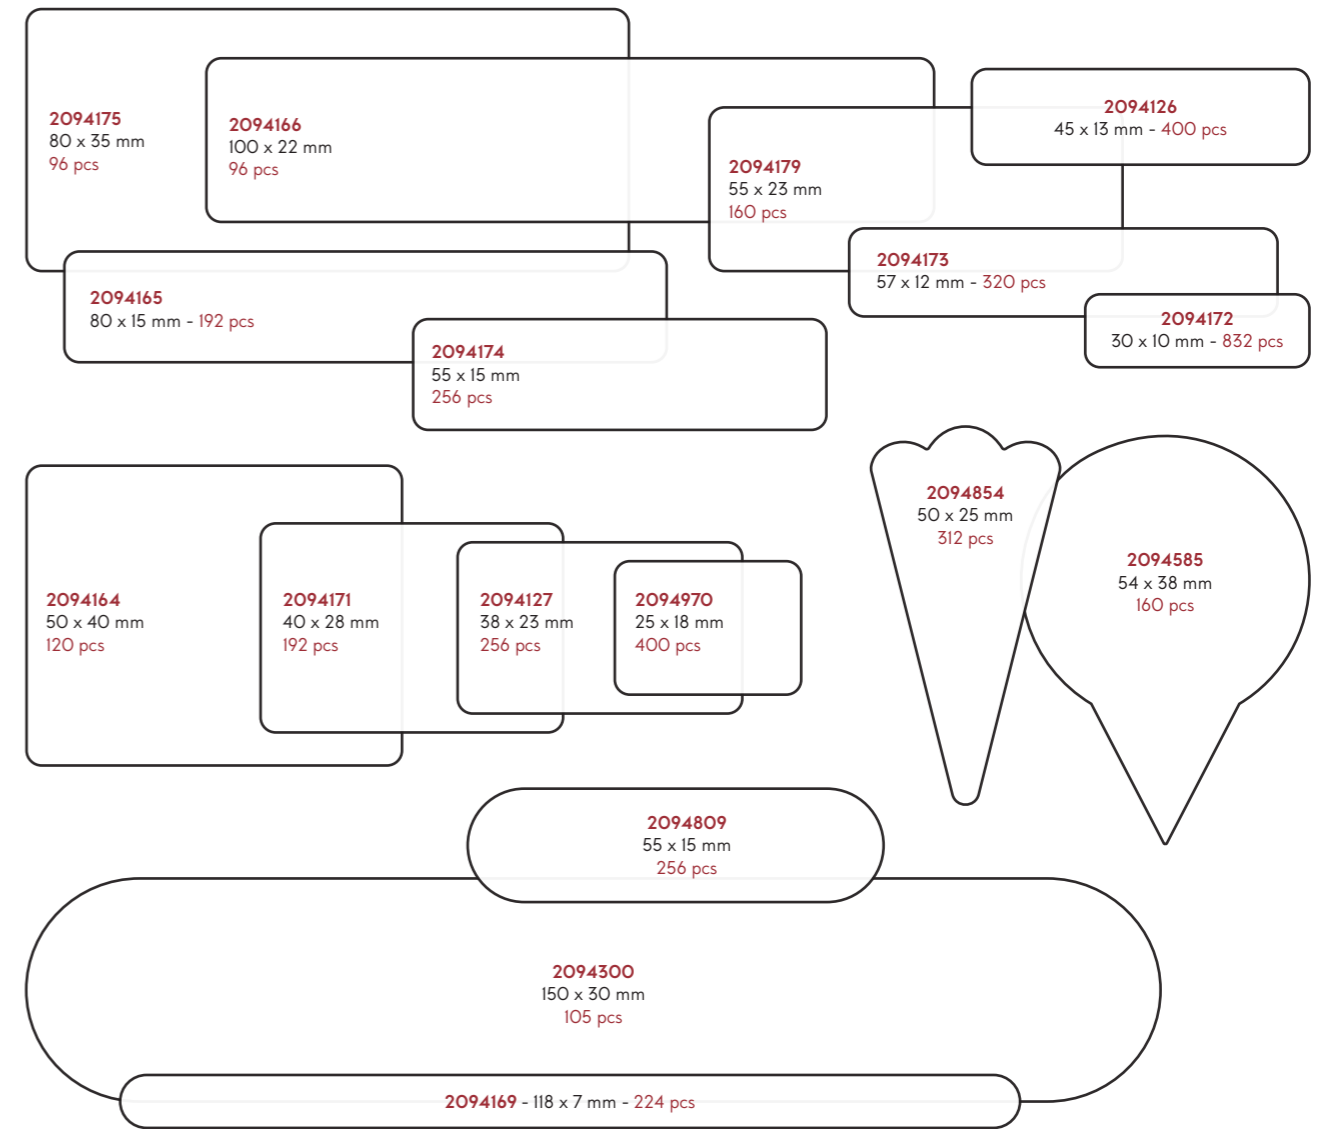 2094175
80 x 35 mm
96 pcs
2094166
100 x 22 mm
96 pcs
2094126
45 x 13 mm - 400 pcs
2094179
55 x 23 mm
160 pcs
2094173
57 x 12 mm - 320 pcs
2094165
80 x 15 mm - 192 pcs
2094172
30 x 10 mm - 832 pcs
2094174
55 x 15 mm
256 pcs
2094854
50 x 25 mm
312 pcs
2094585
54 x 38 mm
160 pcs
2094164
50 x 40 mm
120 pcs
2094171
40 x 28 mm
192 pcs
2094127
38 x 23 mm
256 pcs
2094970
25 x 18 mm
400 pcs
2094809
55 x 15 mm
256 pcs
2094300
150 x 30 mm
105 pcs
2094169 - 118 x 7 mm - 224 pcs